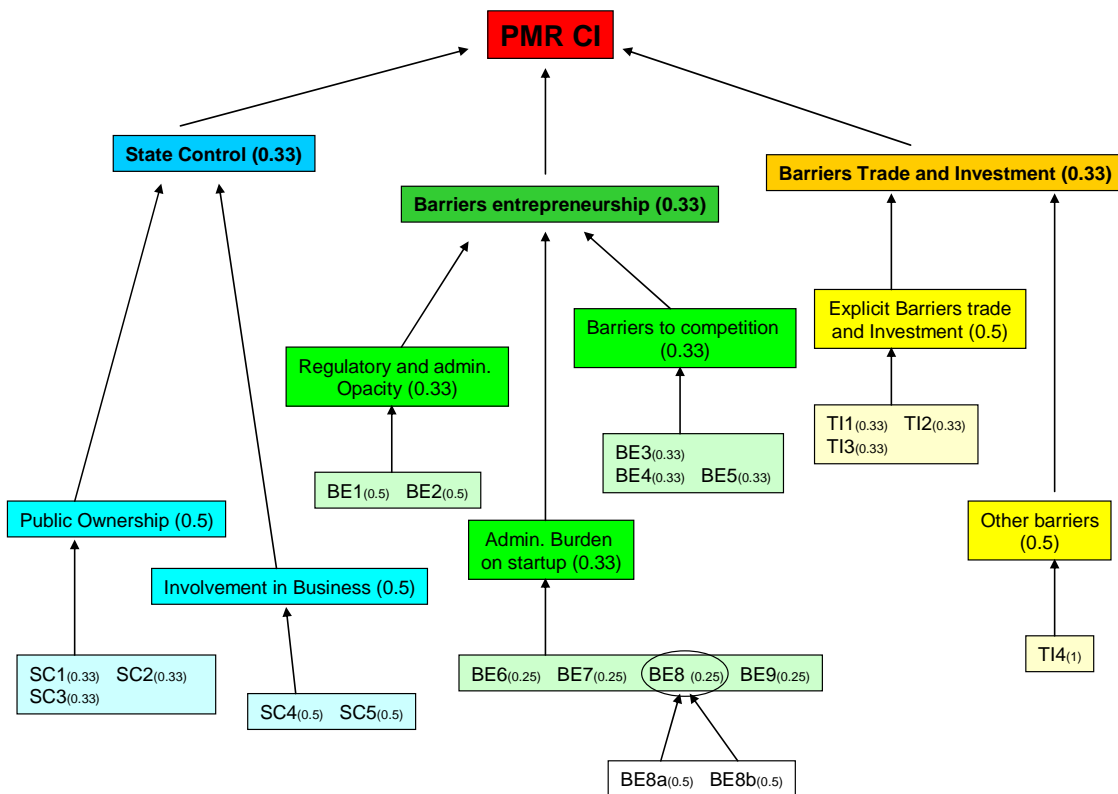 PMR CI
State Control (0.33)
Barriers entrepreneurship (0.33)
Barriers Trade and Investment (0.33)
Regulatory and admin.
Opacity (0.33)
Barriers to competition
(0.33)
Explicit Barriers trade
and Investment (0.5)
BE1(0.5) BE2(0.5)
BE3(0.33)
BE4(0.33) BE5(0.33)
TI1(0.33) TI2(0.33)
TI3(0.33)
Public Ownership (0.5)
Involvement in Business (0.5)
Admin. Burden
on startup (0.33)
Other barriers
(0.5)
SC1(0.33) SC2(0.33)
SC3(0.33)
SC4(0.5) SC5(0.5)
BE6(0.25) BE7(0.25) BE8 (0.25) BE9(0.25)
TI4(1)
BE8a(0.5) BE8b(0.5)